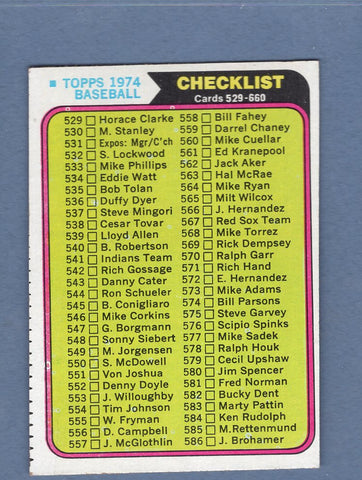 TOPPS 1974
BASEBALL
CHECKLIST
Cards 529-660
529 Horace Clarke
530 M. Stanley
531 Expos: Mgr/C'ch
532 S. Lockwood
533 Mike Phillips
534 Eddie Watt
535 Bob Tolan
536 Duffy Dyer
537 Steve Mingori
538 Cesar Tovar
539 Lloyd Allen
540 B. Robertson
541 Indians Team
542 Rich Gossage
543 Danny Cater
544 Ron Schueler
545 B. Conigliaro
546 Mike Corkins
547 G. Borgmann
548 Sonny Siebert
549 M. Jorgensen
550 S. McDowell
551 Von Joshua
552 Denny Doyle
553 J. Willoughby
554 Tim Johnson
555 W. Fryman
556 D. Campbell
557 J. McGlothlin
558 Bill Fahey
559 Darrel Chaney
560 Mike Cuellar
561 Ed Kranepool
562 Jack Aker
563 Hal McRae
564 Mike Ryan
565 Milt Wilcox
566 J. Hernandez
567 Red Sox Team
568 Mike Torrez
569 Rick Dempsey
570 Ralph Garr
571 Rich Hand
572 E. Hernandez
573 Mike Adams
574 Bill Parsons
575 Steve Garvey
576 Scipio Spinks
577 Mike Sadek
578 Ralph Houk
579 Cecil Upshaw
580 Jim Spencer
581 Fred Norman
582 Bucky Dent
583 Marty Pattin
584 Ken Rudolph
585 M.Rettenmund
586 J. Brohamer